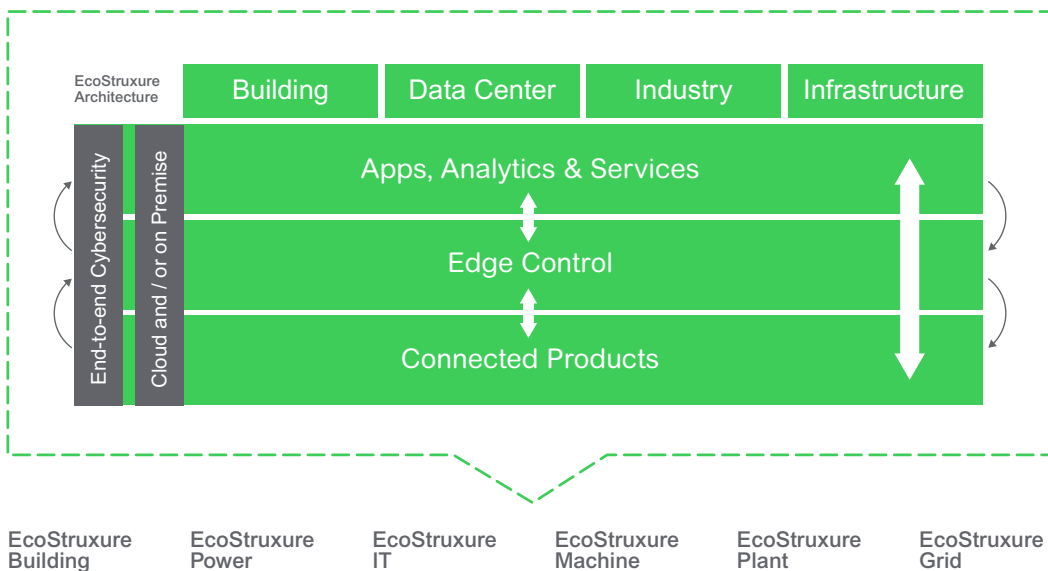 EcoStruxure
Architecture
Building
Data Center
Industry
Infrastructure
End-to-end Cybersecurity
Cloud and / or on Premise
Apps, Analytics & Services
Edge Control
Connected Products
EcoStruxure
Building
EcoStruxure
Power
EcoStruxure
IT
EcoStruxure
Machine
EcoStruxure
Plant
EcoStruxure
Grid